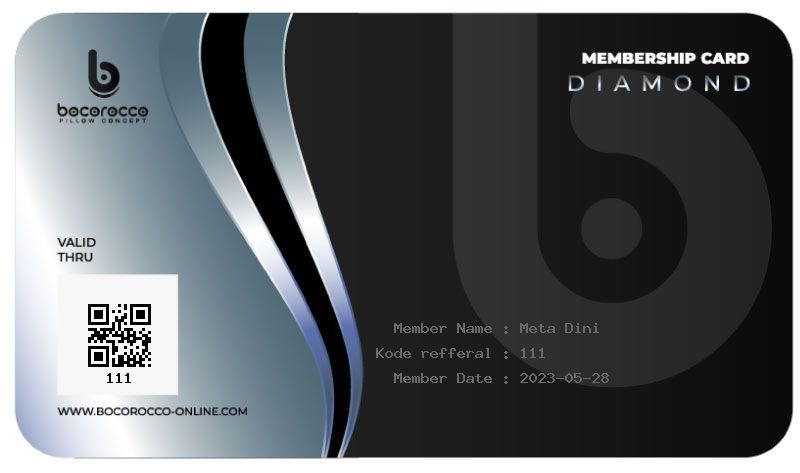 bocorocco
PILLOW CONCEPT
MEMBERSHIP CARD
DIAMOND
VALID
THRU
111
WWW.BOCOROCCO-ONLINE.COM
Member Name : Meta Dini
Kode refferal : 111
Member Date : 2023-05-28